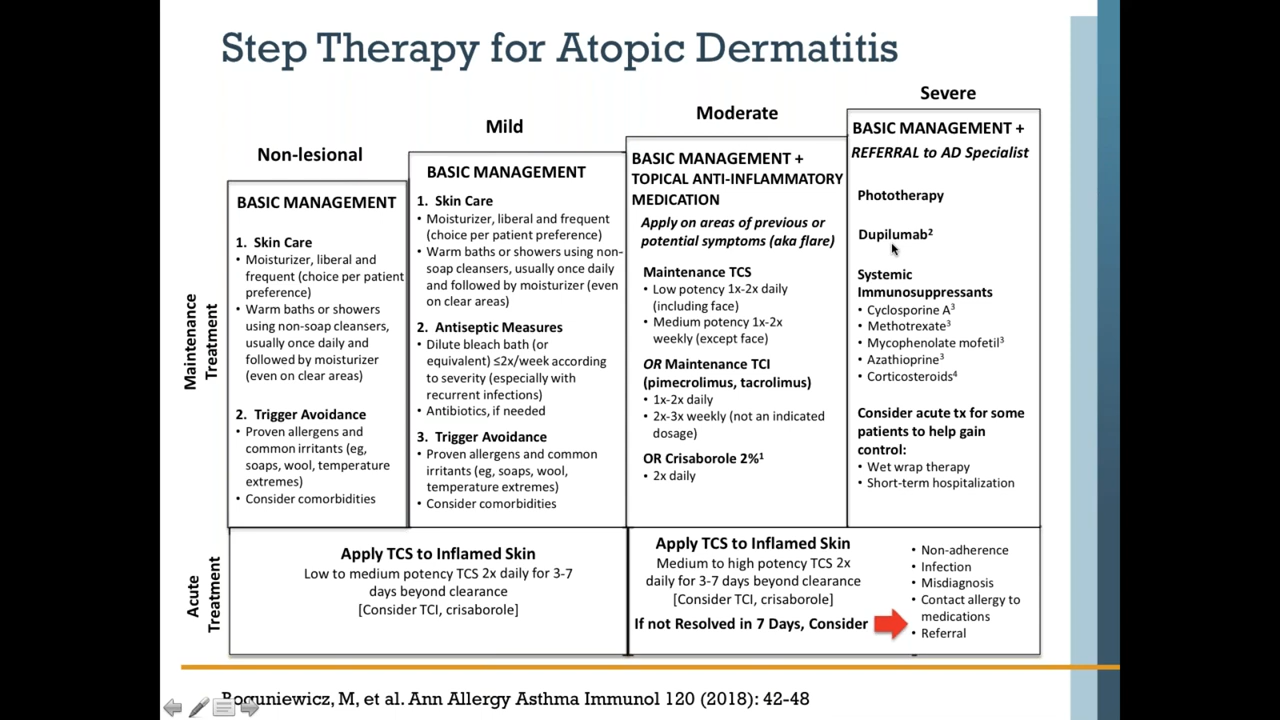 Step Therapy for Atopic Dermatitis
Non-lesional
BASIC MANAGEMENT
1. Skin Care
• Moisturizer, liberal and
frequent (choice per patient
preference)
• Warm baths or showers
using non-soap cleansers,
usually once daily and
followed by moisturizer
(even on clear areas)
2. Trigger Avoidance
• Proven allergens and
common irritants (eg,
soaps, wool, temperature
extremes)
• Consider comorbidities
Mild
BASIC MANAGEMENT
1. Skin Care
• Moisturizer, liberal and frequent
(choice per patient preference)
• Warm baths or showers using non-
soap cleansers, usually once daily
and followed by moisturizer (even
on clear areas)
2. Antiseptic Measures
• Dilute bleach bath (or
equivalent) ≤2x/week according
to severity (especially with
recurrent infections)
• Antibiotics, if needed
3. Trigger Avoidance
• Proven allergens and common
irritants (eg, soaps, wool,
temperature extremes)
• Consider comorbidities
Moderate
BASIC MANAGEMENT +
TOPICAL ANTI-INFLAMMATORY
MEDICATION
Apply on areas of previous or
potential symptoms (aka flare)
Maintenance TCS
• Low potency 1x-2x daily
(including face)
• Medium potency 1x-2x
weekly (except face)
OR Maintenance TCI
(pimecrolimus, tacrolimus)
• 1x-2x daily
• 2x-3x weekly (not an indicated
dosage)
OR Crisaborole 2%¹
• 2x daily
Severe
BASIC MANAGEMENT +
REFERRAL to AD Specialist
Phototherapy
Dupilumab²
Systemic
Immunosuppressants
• Cyclosporine A³
• Methotrexate³
• Mycophenolate mofetil³
• Azathioprine³
• Corticosteroids⁴
Consider acute tx for some
patients to help gain
control:
• Wet wrap therapy
• Short-term hospitalization
Maintenance
Treatment
Acute
Treatment
Apply TCS to Inflamed Skin
Low to medium potency TCS 2x daily for 3-7
days beyond clearance
[Consider TCI, crisaborole]
Apply TCS to Inflamed Skin
Medium to high potency TCS 2x
daily for 3-7 days beyond clearance
[Consider TCI, crisaborole]
If not Resolved in 7 Days, Consider
• Non-adherence
• Infection
• Misdiagnosis
• Contact allergy to
medications
• Referral
Boguniewicz, M, et al. Ann Allergy Asthma Immunol 120 (2018): 42-48